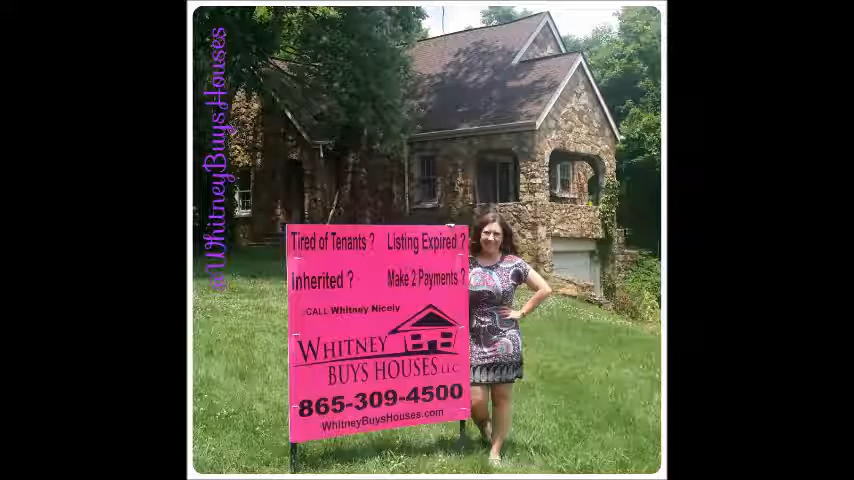 @WhitneyBuysHouses
Tired of Tenants ? Listing Expired ?
Inherited ? Make 2 Payments ?
CALL Whitney Nicely
WHITNEY
BUYS HOUSES LLC
865-309-4500
WhitneyBuysHouses.com